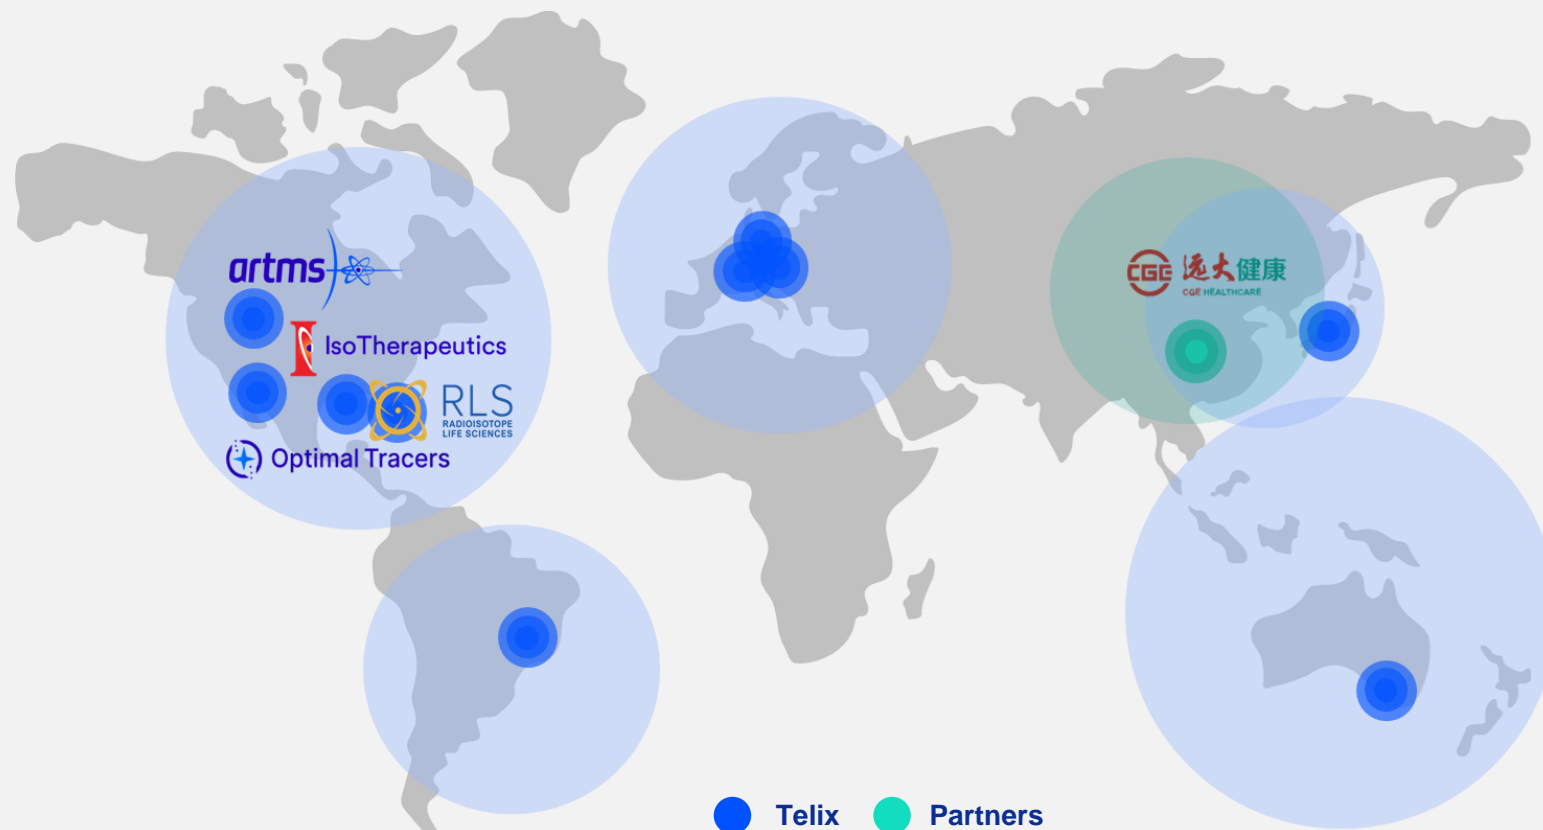 artms
IsoTherapeutics
RLS
RADIOISOTOPE
LIFE SCIENCES
Optimal Tracers
CGE 远大健康
CGE HEALTHCARE
Telix
Partners